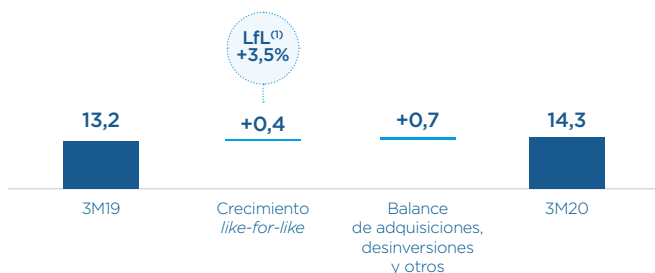 LfL(1)
+3,5%
13,2
+0,4
+0,7
14,3
3M19
Crecimiento
like-for-like
Balance
de adquisiciones,
desinversiones
y otros
3M20